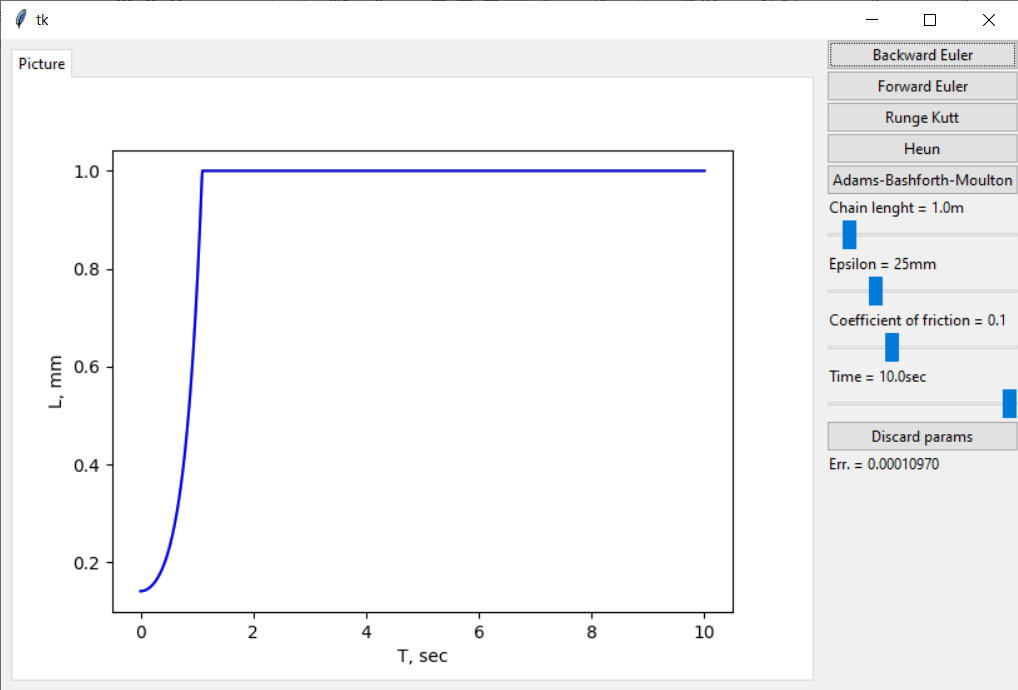 tk
Picture
1.0
0.8
0.6
0.4
0.2
L, mm
0 2 4 6 8 10
T, sec
Backward Euler
Forward Euler
Runge Kutt
Heun
Adams-Bashforth-Moulton
Chain lenght = 1.0m
Epsilon = 25mm
Coefficient of friction = 0.1
Time = 10.0sec
Discard params
Err. = 0.00010970